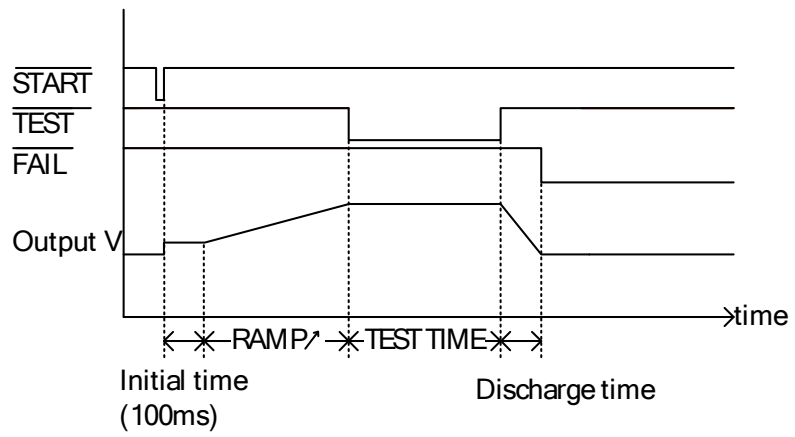 START
TEST
FAIL
Output V
time
RAMP↗
TEST TIME
Initial time
(100ms)
Discharge time